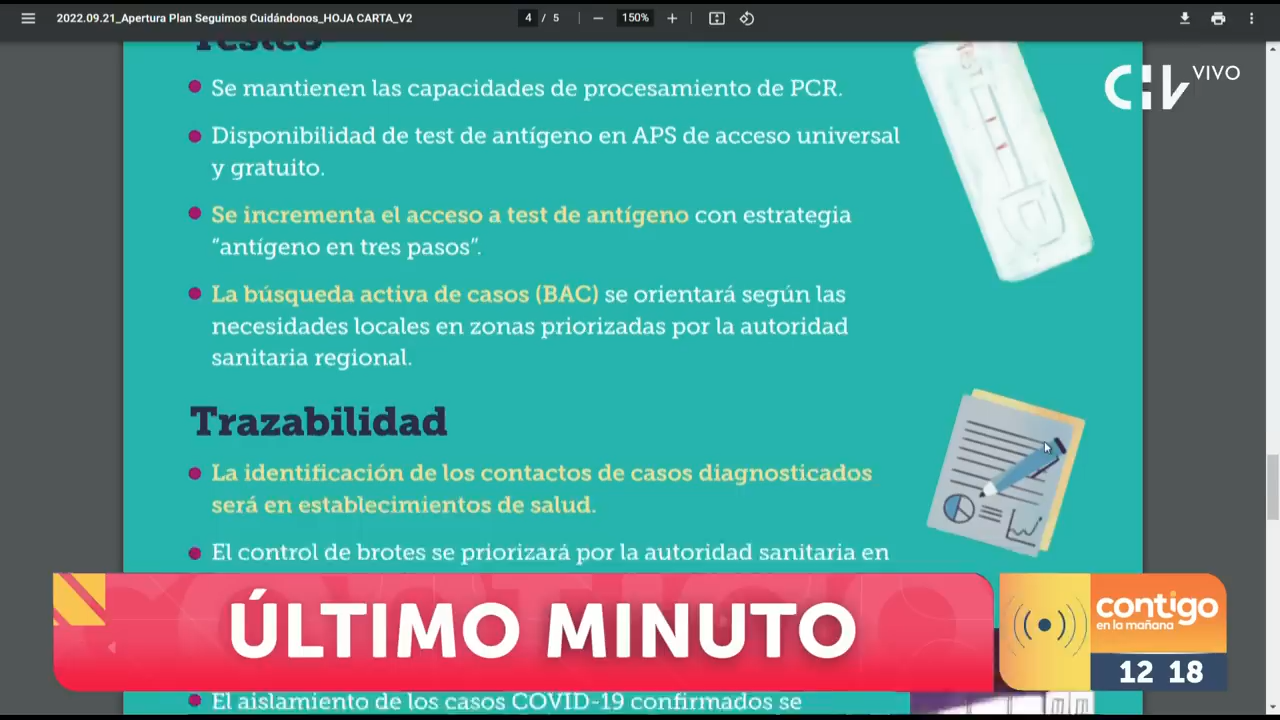 2022.09.21_Apertura Plan Seguimos Cuidándonos_HOJA CARTA_V2
4 / 5
150%
Testeo
Se mantienen las capacidades de procesamiento de PCR.
Disponibilidad de test de antígeno en APS de acceso universal
y gratuito.
Se incrementa el acceso a test de antígeno con estrategia
“antígeno en tres pasos”.
La búsqueda activa de casos (BAC) se orientará según las
necesidades locales en zonas priorizadas por la autoridad
sanitaria regional.
TEST
CHV VIVO
Trazabilidad
La identificación de los contactos de casos diagnosticados
será en establecimientos de salud.
El control de brotes se priorizará por la autoridad sanitaria en
ÚLTIMO MINUTO
contigo
en la mañana
12 18
El aislamiento de los casos COVID-19 confirmados se